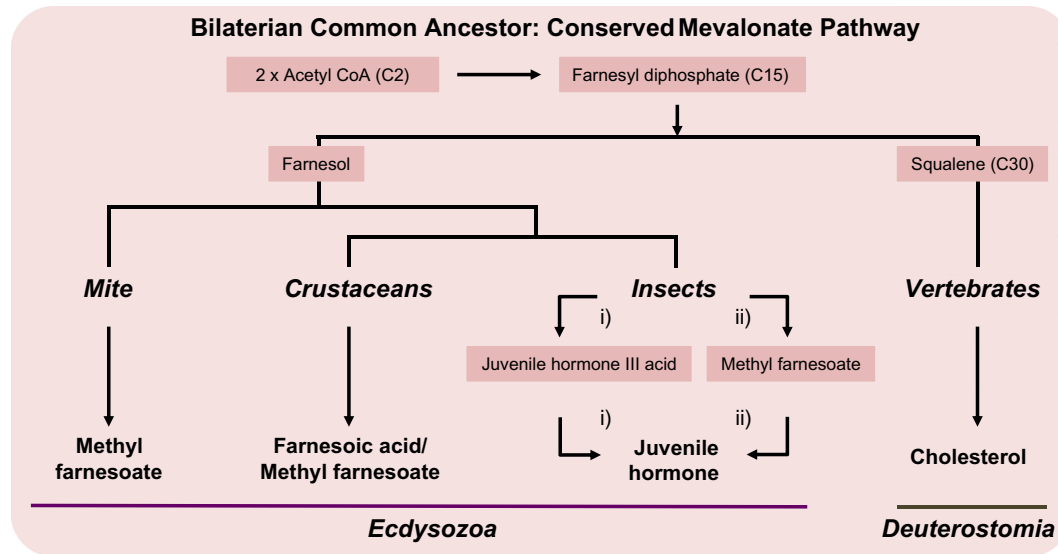 Bilaterian Common Ancestor: Conserved Mevalonate Pathway
2 x Acetyl CoA (C2)
Farnesyl diphosphate (C15)
Farnesol
Squalene (C30)
Mite
Crustaceans
Insects
Vertebrates
i)
ii)
Juvenile hormone III acid
Methyl farnesoate
i)
ii)
Methyl
farnesoate
Farnesoic acid/
Methyl farnesoate
Juvenile
hormone
Cholesterol
Ecdysozoa
Deuterostomia